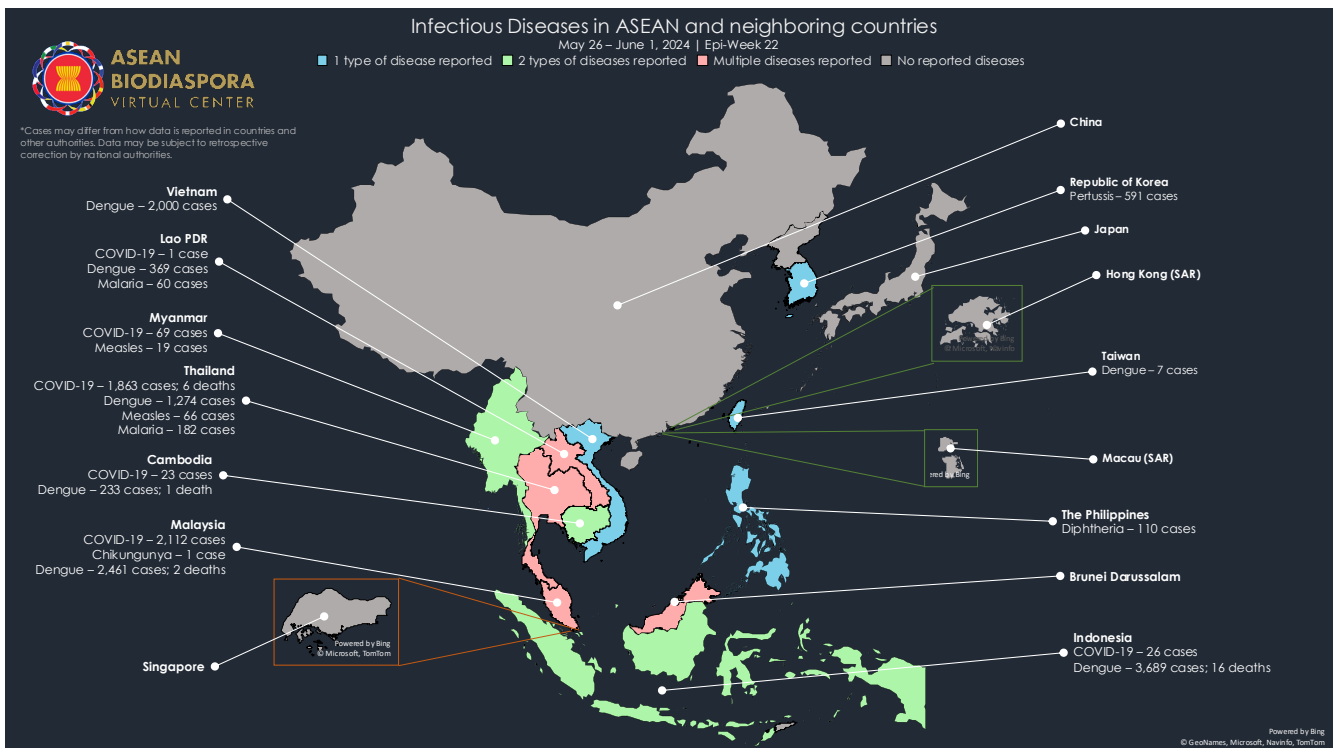 Infectious Diseases in ASEAN and neighboring countries
May 26 – June 1, 2024 | Epi-Week 22
1 type of disease reported 2 types of diseases reported Multiple diseases reported No reported diseases
ASEAN
BIODIASPORA
VIRTUAL CENTER
*Cases may differ from how data is reported in countries and
other authorities. Data may be subject to retrospective
correction by national authorities.
Vietnam
Dengue – 2,000 cases
Lao PDR
COVID-19 – 1 case
Dengue – 369 cases
Malaria – 60 cases
Myanmar
COVID-19 – 69 cases
Measles – 19 cases
Thailand
COVID-19 – 1,863 cases; 6 deaths
Dengue – 1,274 cases
Measles – 66 cases
Malaria – 182 cases
Cambodia
COVID-19 – 23 cases
Dengue – 233 cases; 1 death
Malaysia
COVID-19 – 2,112 cases
Chikungunya – 1 case
Dengue – 2,461 cases; 2 deaths
Powered by Bing
© Microsoft, TomTom
Singapore
China
Republic of Korea
Pertussis – 591 cases
Japan
Hong Kong (SAR)
Powered by Bing
© Microsoft, Navinfo
Taiwan
Dengue – 7 cases
Macau (SAR)
ered by Bing
The Philippines
Diphtheria – 110 cases
Brunei Darussalam
Indonesia
COVID-19 – 26 cases
Dengue – 3,689 cases; 16 deaths
Powered by Bing
© GeoNames, Microsoft, Navinfo, TomTom